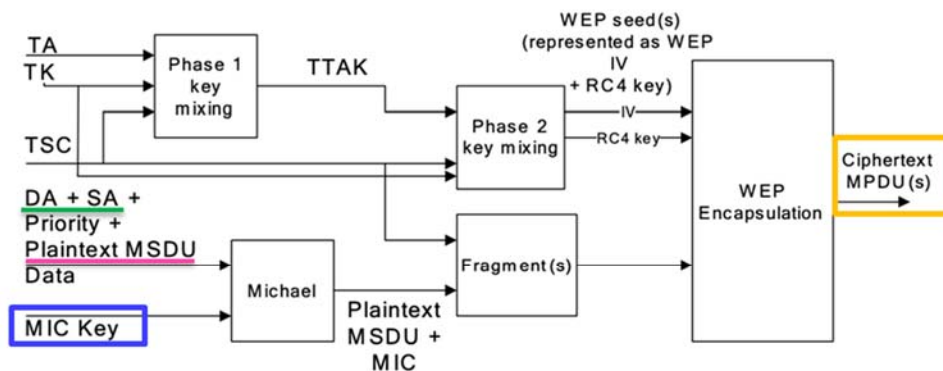 WEP seed(s)
(represented as WEP
IV
+ RC4 key)
TA
TK
Phase 1
key
mixing
TTAK
IV
RC4 key
Phase 2
key mixing
TSC
WEP
Encapsulation
Ciphertext
MPDU(s)
DA + SA +
Priority +
Plaintext MSDU
Data
Michael
Fragment(s)
MIC Key
Plaintext
MSDU +
MIC